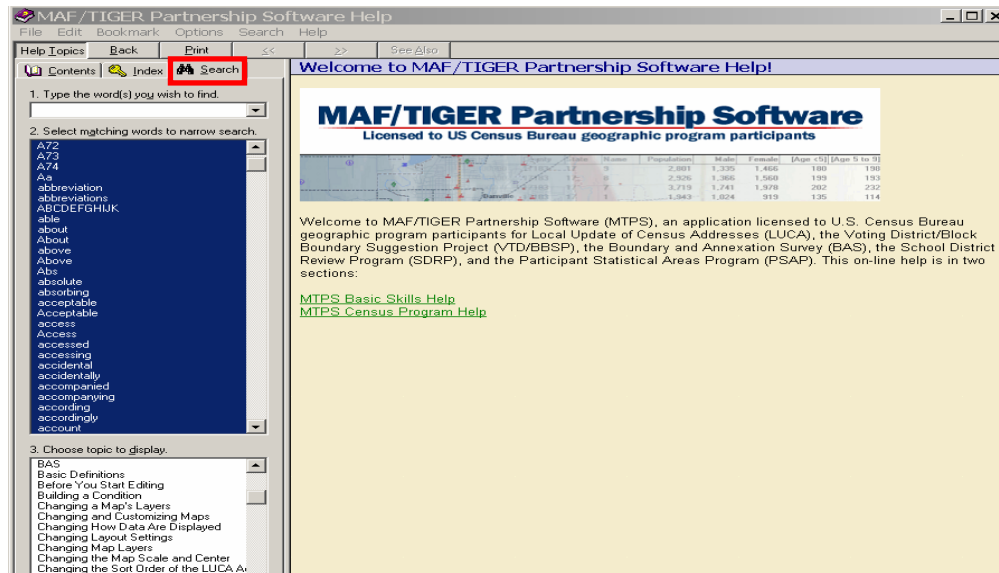 MAF/TIGER Partnership Software Help
File Edit Bookmark Options Search Help
Help Topics Back Print << >> See Also
Contents Index Search
1. Type the word(s) you wish to find.
2. Select matching words to narrow search.
A72
A73
A74
Aa
abbreviation
abbreviations
ABCDEFGHIJK
able
about
About
above
Above
Abs
absolute
absorbing
acceptable
Acceptable
access
Access
accessed
accessing
accidental
accidentally
accompanied
accompanying
according
accordingly
account
3. Choose topic to display.
BAS
Basic Definitions
Before You Start Editing
Building a Condition
Changing a Map's Layers
Changing and Customizing Maps
Changing How Data Are Displayed
Changing Layout Settings
Changing Map Layers
Changing the Map Scale and Center
Changing the Sort Order of the LUCA
Welcome to MAF/TIGER Partnership Software Help!
MAF/TIGER Partnership Software
Licensed to US Census Bureau geographic program participants
Name Population Male Female [Age <5] [Age 5 to 9]
2,801 1,335 1,466 180 190
2,926 1,366 1,560 199 193
3,719 1,741 1,978 202 232
Danville 1,943 1,024 919 135 114
Welcome to MAF/TIGER Partnership Software (MTPS), an application licensed to U.S. Census Bureau
geographic program participants for Local Update of Census Addresses (LUCA), the Voting District/Block
Boundary Suggestion Project (VTD/BBSP), the Boundary and Annexation Survey (BAS), the School District
Review Program (SDRP), and the Participant Statistical Areas Program (PSAP). This on-line help is in two
sections:
MTPS Basic Skills Help
MTPS Census Program Help